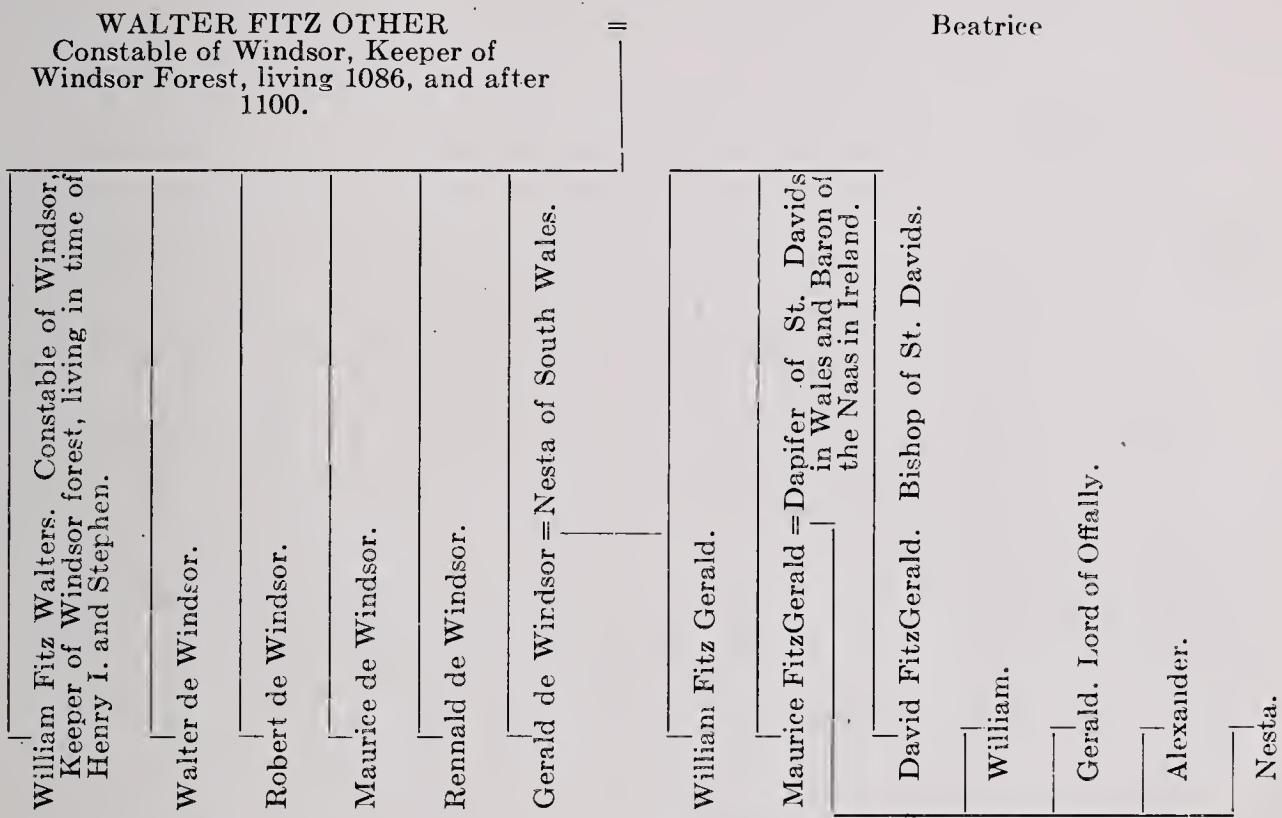 WALTER FITZ OTHER = Beatrice
Constable of Windsor, Keeper of
Windsor Forest, living 1086, and after
1100.
William Fitz Walters. Constable of Windsor,
Keeper of Windsor forest, living in time of
Henry I. and Stephen.
Walter de Windsor.
Robert de Windsor.
Maurice de Windsor.
Rennald de Windsor.
Gerald de Windsor=Nesta of South Wales.
William Fitz Gerald.
Maurice FitzGerald=Dapifer of St. Davids
in Wales and Baron of
the Naas in Ireland.
David FitzGerald. Bishop of St. Davids.
William.
Gerald. Lord of Offally.
Alexander.
Nesta.